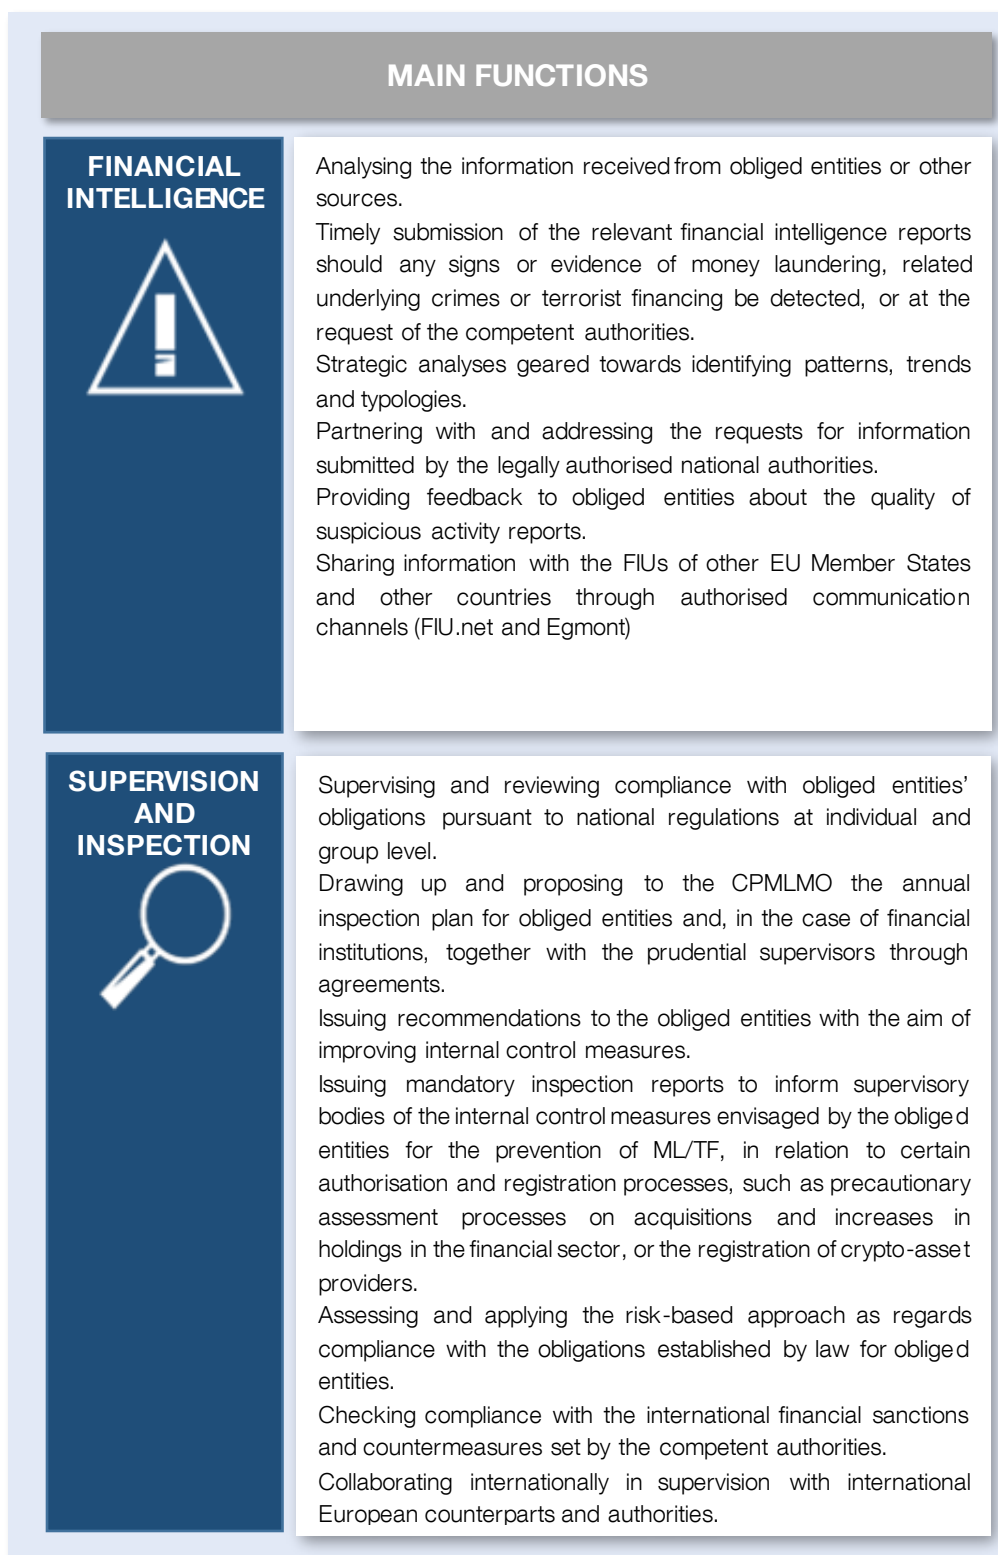 MAIN FUNCTIONS
FINANCIAL
INTELLIGENCE
Analysing the information received from obliged entities or other
sources.
Timely submission of the relevant financial intelligence reports
should any signs or evidence of money laundering, related
underlying crimes or terrorist financing be detected, or at the
request of the competent authorities.
Strategic analyses geared towards identifying patterns, trends
and typologies.
Partnering with and addressing the requests for information
submitted by the legally authorised national authorities.
Providing feedback to obliged entities about the quality of
suspicious activity reports.
Sharing information with the FIUs of other EU Member States
and other countries through authorised communication
channels (FIU.net and Egmont)
SUPERVISION
AND
INSPECTION
Supervising and reviewing compliance with obliged entities’
obligations pursuant to national regulations at individual and
group level.
Drawing up and proposing to the CPMLMO the annual
inspection plan for obliged entities and, in the case of financial
institutions, together with the prudential supervisors through
agreements.
Issuing recommendations to the obliged entities with the aim of
improving internal control measures.
Issuing mandatory inspection reports to inform supervisory
bodies of the internal control measures envisaged by the obliged
entities for the prevention of ML/TF, in relation to certain
authorisation and registration processes, such as precautionary
assessment processes on acquisitions and increases in
holdings in the financial sector, or the registration of crypto-asset
providers.
Assessing and applying the risk-based approach as regards
compliance with the obligations established by law for obliged
entities.
Checking compliance with the international financial sanctions
and countermeasures set by the competent authorities.
Collaborating internationally in supervision with international
European counterparts and authorities.